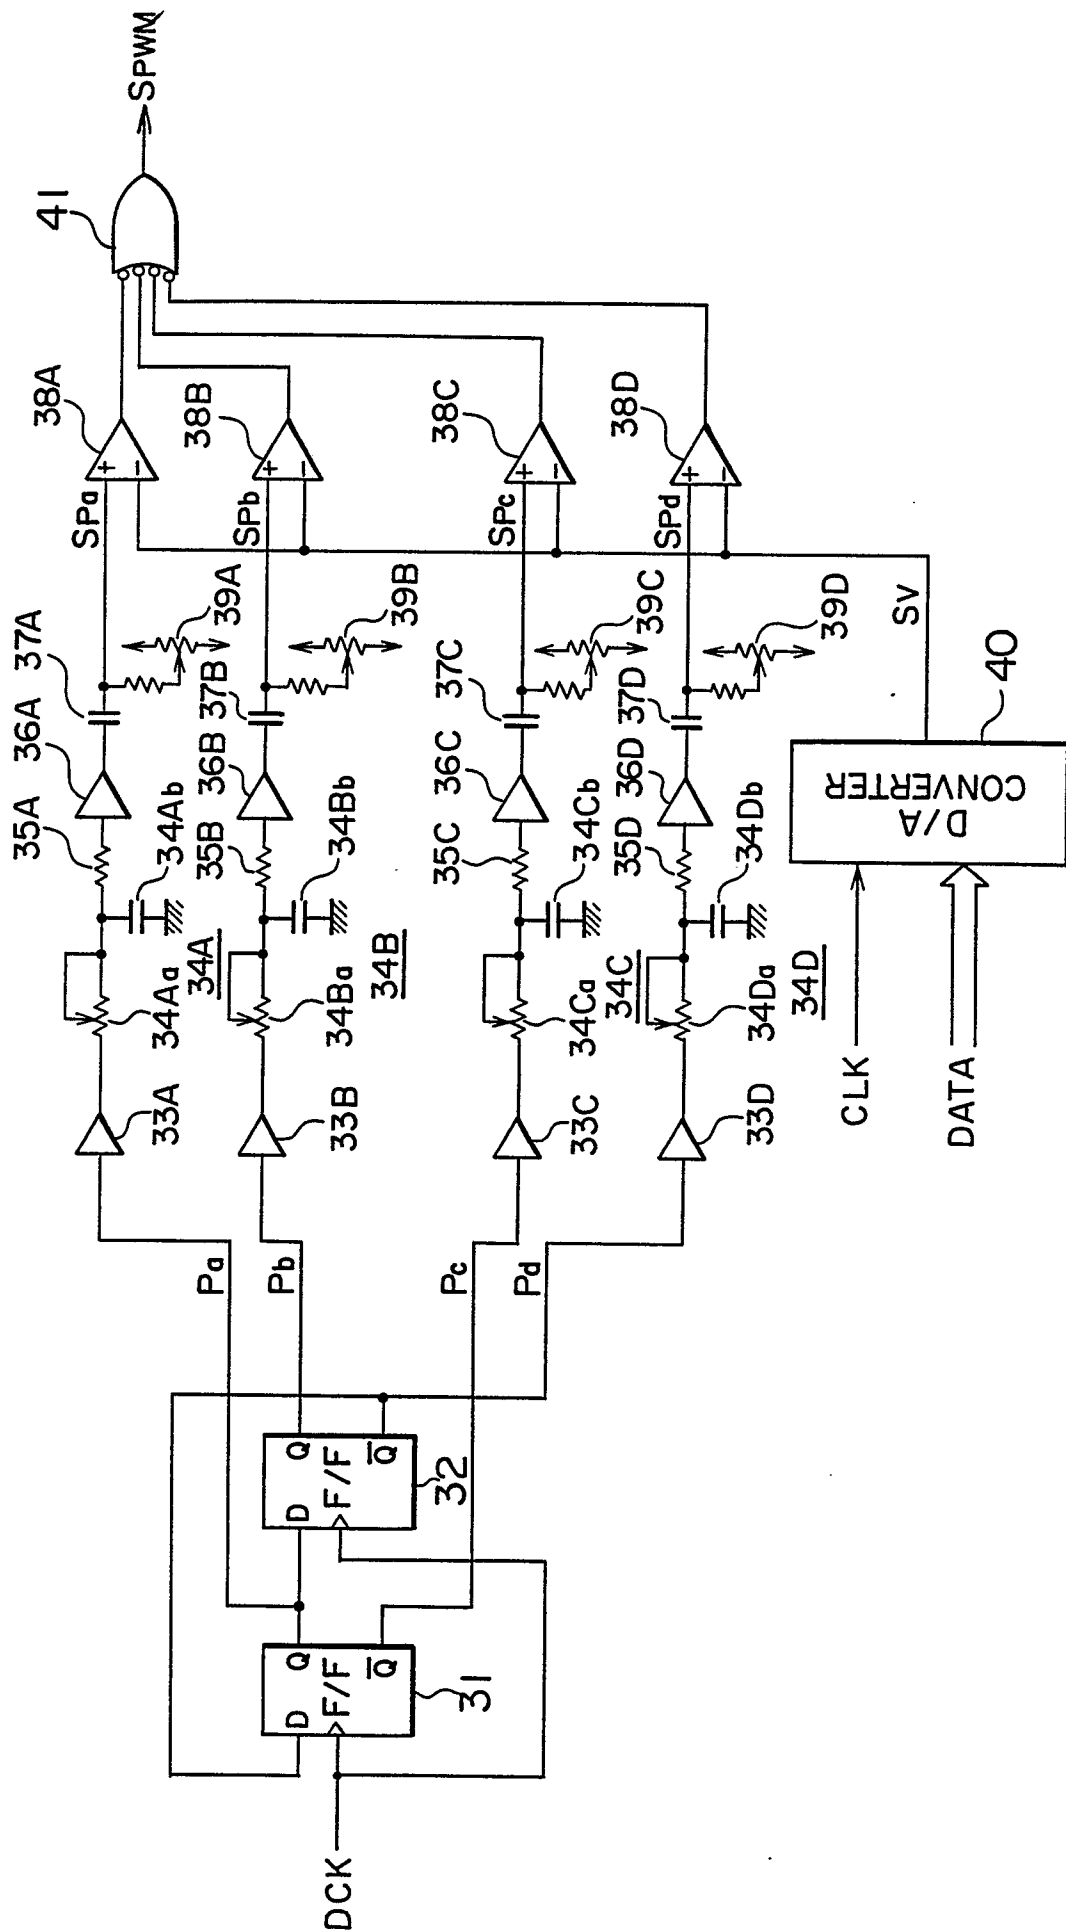 DCK
D
Q
F/F
Q
31
D
Q
F/F
Q
32
Pa
Pb
Pc
Pd
33A
33B
33C
33D
34Aa
34A
34Ab
34Ba
34B
34Bb
34Ca
34C
34Cb
34Da
34D
34Db
35A
35B
35C
35D
36A
36B
36C
36D
37A
37B
37C
37D
39A
39B
39C
39D
SPa
SPb
SPc
SPd
+
−
38A
+
−
38B
+
−
38C
+
−
38D
CLK
DATA
D/A
CONVERTER
40
SV
41
SPWM